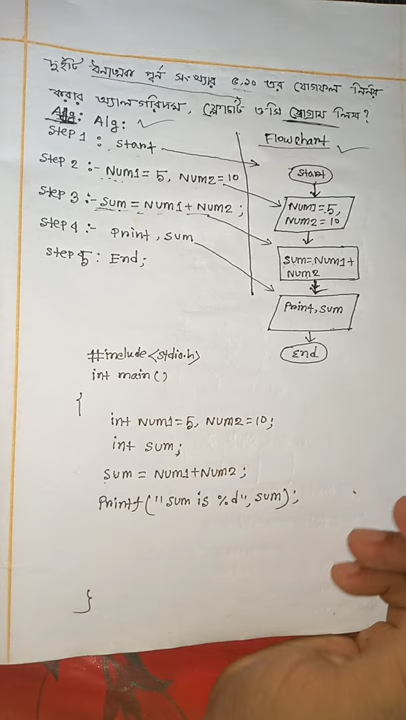 দুইটি ধনাত্মক পূর্ন সংখ্যার ৫,১০ এর যোগফল নির্নয়
করার অ্যালগরিদম, ফ্লোচার্ট ও সি প্রোগ্রাম লিখ?
Alg: Alg:
Step 1 : Start
Step 2 :- Num1 = 5, Num2 = 10
Step 3 :- Sum = Num1 + Num2 ;
Step 4 :- Print, Sum
Step 5 : End;
Flowchart
Start
Num1 = 5,
Num2 = 10
Sum = Num1 +
Num2
Print, Sum
End
#include <stdio.h>
int main ()
{
int Num1 = 5, Num2 = 10;
int Sum;
Sum = Num1 + Num2 ;
Printf ("Sum is %d", Sum) ;
}